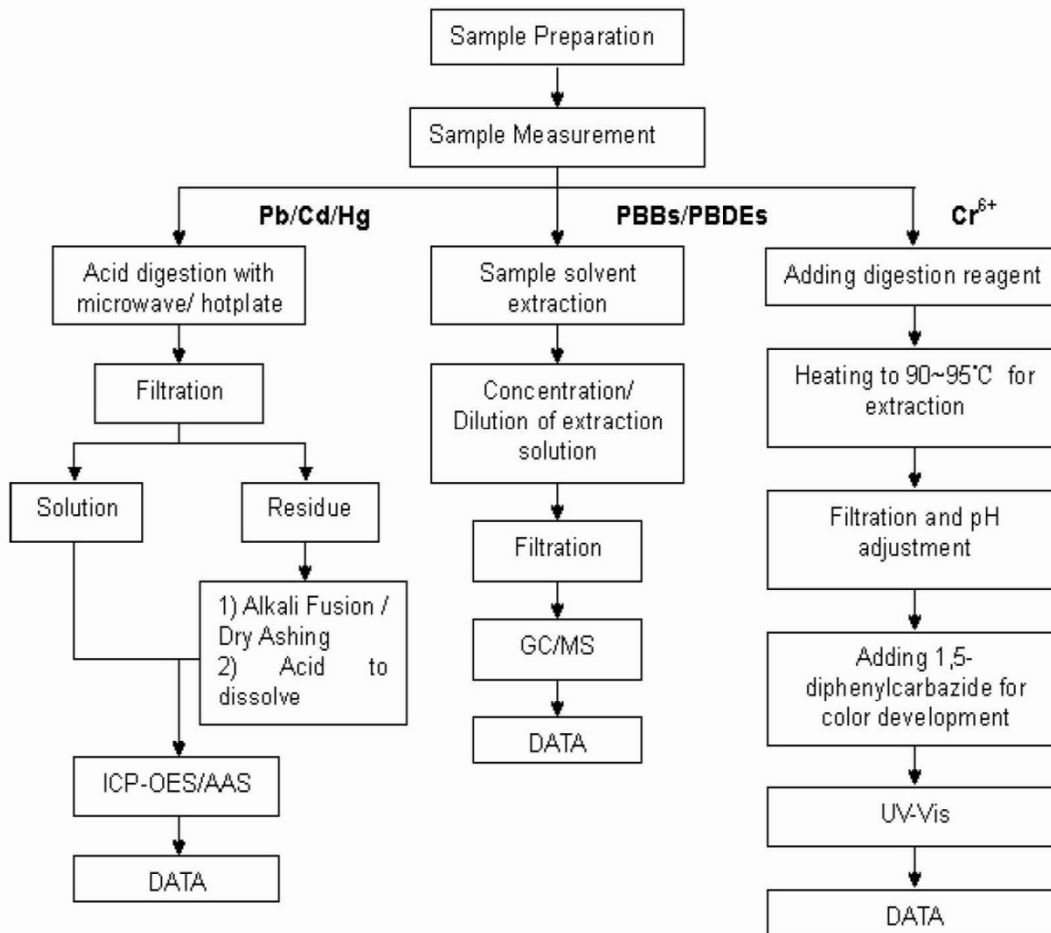 Sample Preparation
Sample Measurement
Pb/Cd/Hg
PBBs/PBDEs
Cr⁶⁺
Acid digestion with
microwave/ hotplate
Filtration
Solution
Residue
1) Alkali Fusion /
Dry Ashing
2) Acid to
dissolve
ICP-OES/AAS
DATA
Sample solvent
extraction
Concentration/
Dilution of extraction
solution
Filtration
GC/MS
DATA
Adding digestion reagent
Heating to 90~95°C for
extraction
Filtration and pH
adjustment
Adding 1,5-
diphenylcarbazide for
color development
UV-Vis
DATA